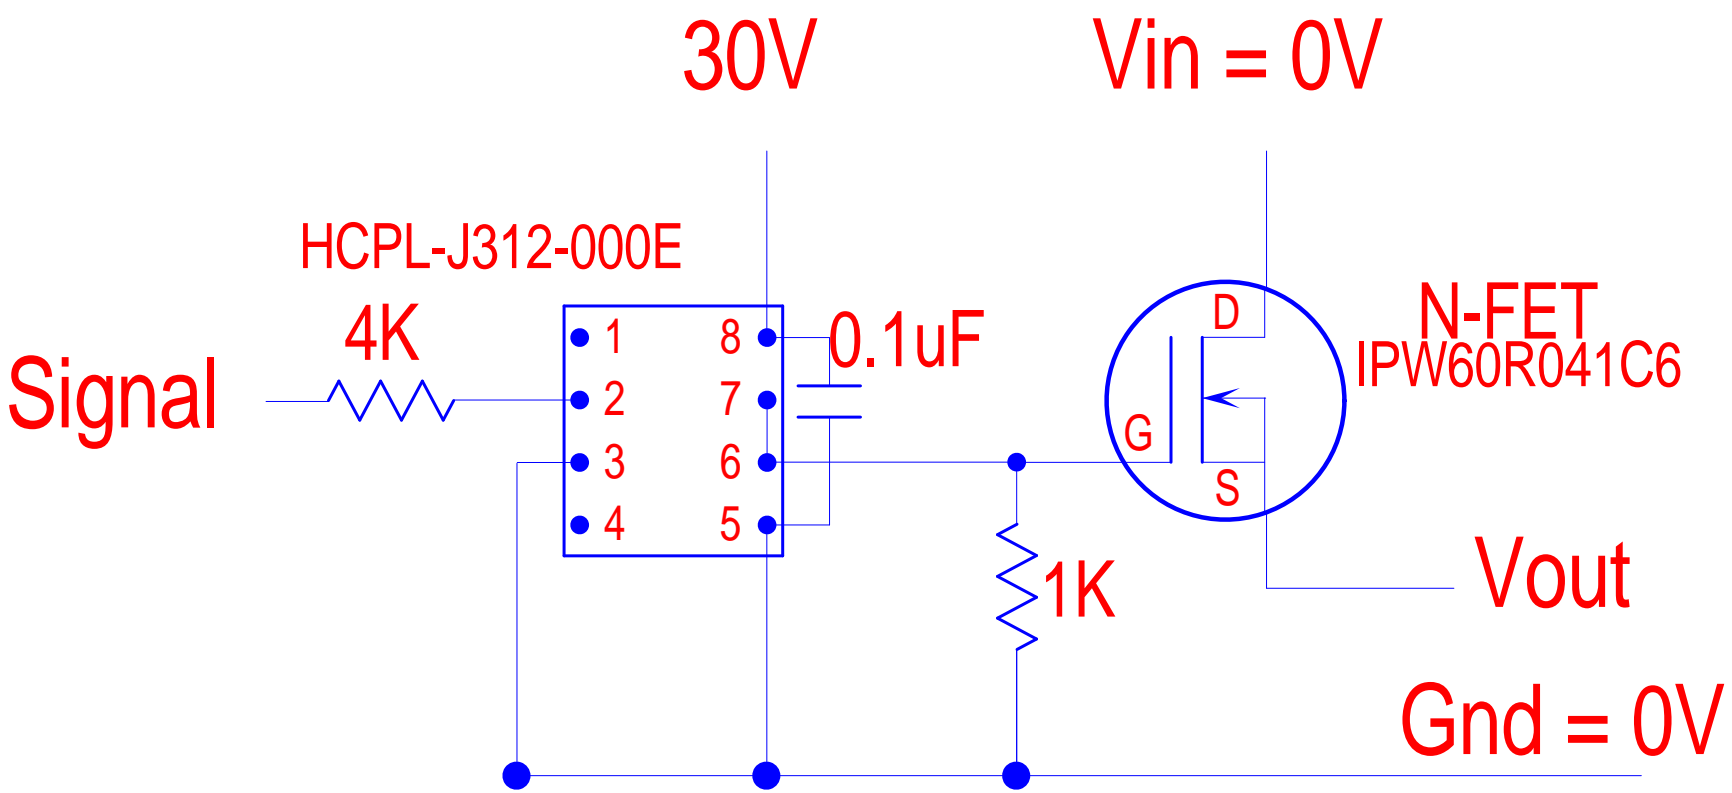 30V
Vin = 0V
HCPL-J312-000E
4K
Signal
1
2
3
4
8
7
6
5
0.1uF
D
G
S
N-FET
IPW60R041C6
1K
Vout
Gnd = 0V